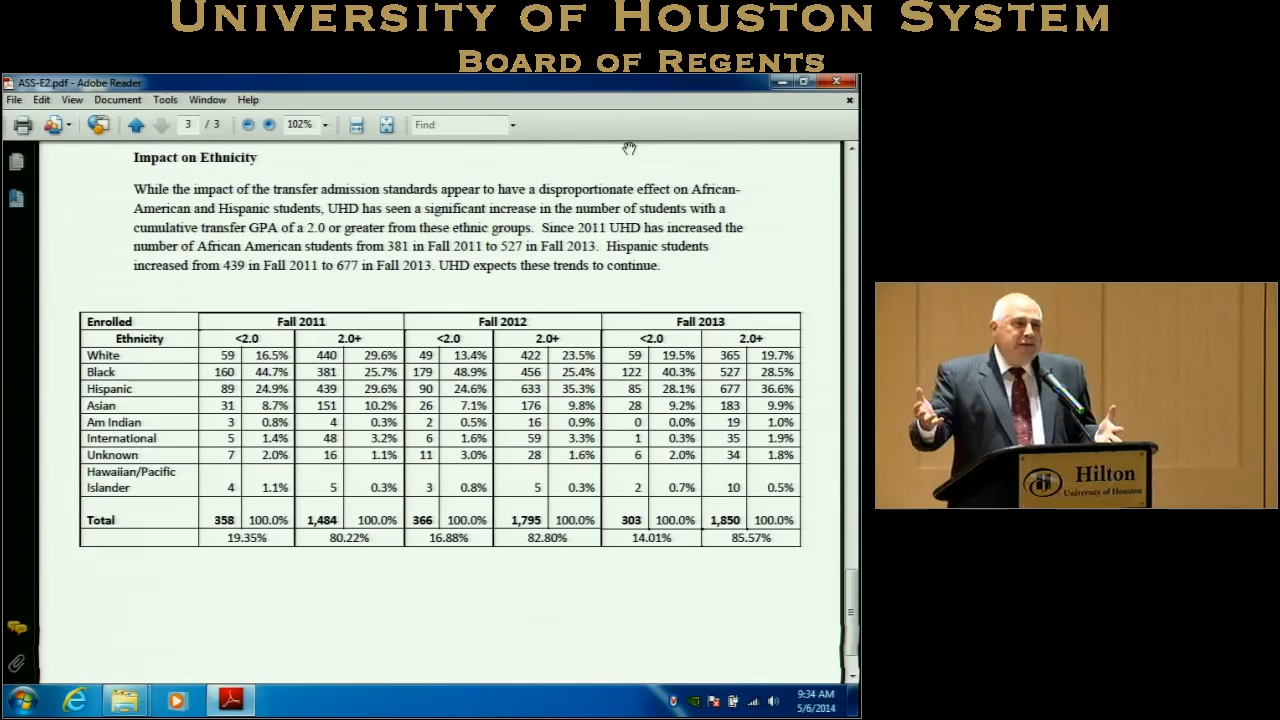 UNIVERSITY OF HOUSTON SYSTEM
BOARD OF REGENTS
ASS-E2.pdf - Adobe Reader
File Edit View Document Tools Window Help
3 / 3 102% Find
Impact on Ethnicity
While the impact of the transfer admission standards appear to have a disproportionate effect on African-
American and Hispanic students, UHD has seen a significant increase in the number of students with a
cumulative transfer GPA of a 2.0 or greater from these ethnic groups. Since 2011 UHD has increased the
number of African American students from 381 in Fall 2011 to 527 in Fall 2013. Hispanic students
increased from 439 in Fall 2011 to 677 in Fall 2013. UHD expects these trends to continue.
Enrolled Fall 2011 Fall 2012 Fall 2013
Ethnicity <2.0 2.0+ <2.0 2.0+ <2.0 2.0+
White 59 16.5% 440 29.6% 49 13.4% 422 23.5% 59 19.5% 365 19.7%
Black 160 44.7% 381 25.7% 179 48.9% 456 25.4% 122 40.3% 527 28.5%
Hispanic 89 24.9% 439 29.6% 90 24.6% 633 35.3% 85 28.1% 677 36.6%
Asian 31 8.7% 151 10.2% 26 7.1% 176 9.8% 28 9.2% 183 9.9%
Am Indian 3 0.8% 4 0.3% 2 0.5% 16 0.9% 0 0.0% 19 1.0%
International 5 1.4% 48 3.2% 6 1.6% 59 3.3% 1 0.3% 35 1.9%
Unknown 7 2.0% 16 1.1% 11 3.0% 28 1.6% 6 2.0% 34 1.8%
Hawaiian/Pacific
Islander 4 1.1% 5 0.3% 3 0.8% 5 0.3% 2 0.7% 10 0.5%
Total 358 100.0% 1,484 100.0% 366 100.0% 1,795 100.0% 303 100.0% 1,850 100.0%
19.35% 80.22% 16.88% 82.80% 14.01% 85.57%
Hilton
University of Houston
9:34 AM
5/6/2014